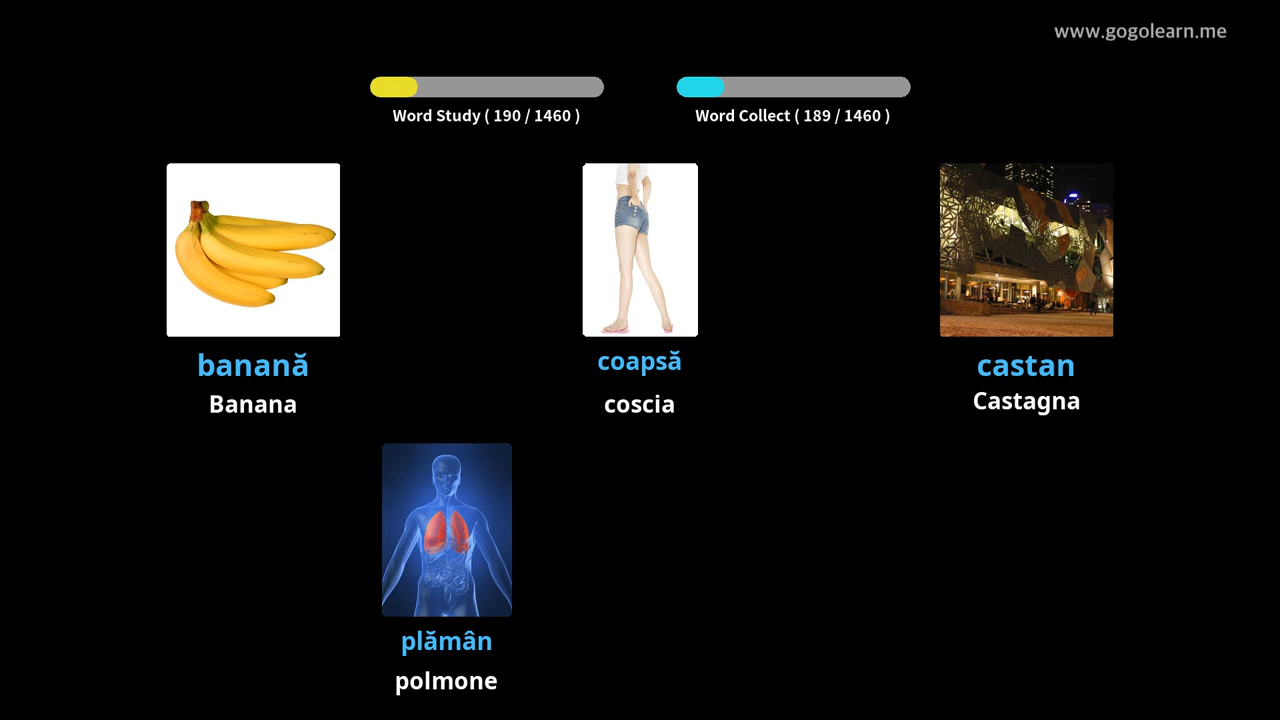 www.gogolearn.me
Word Study ( 190 / 1460 )
Word Collect ( 189 / 1460 )
banană
Banana
coapsă
coscia
castan
Castagna
plămân
polmone